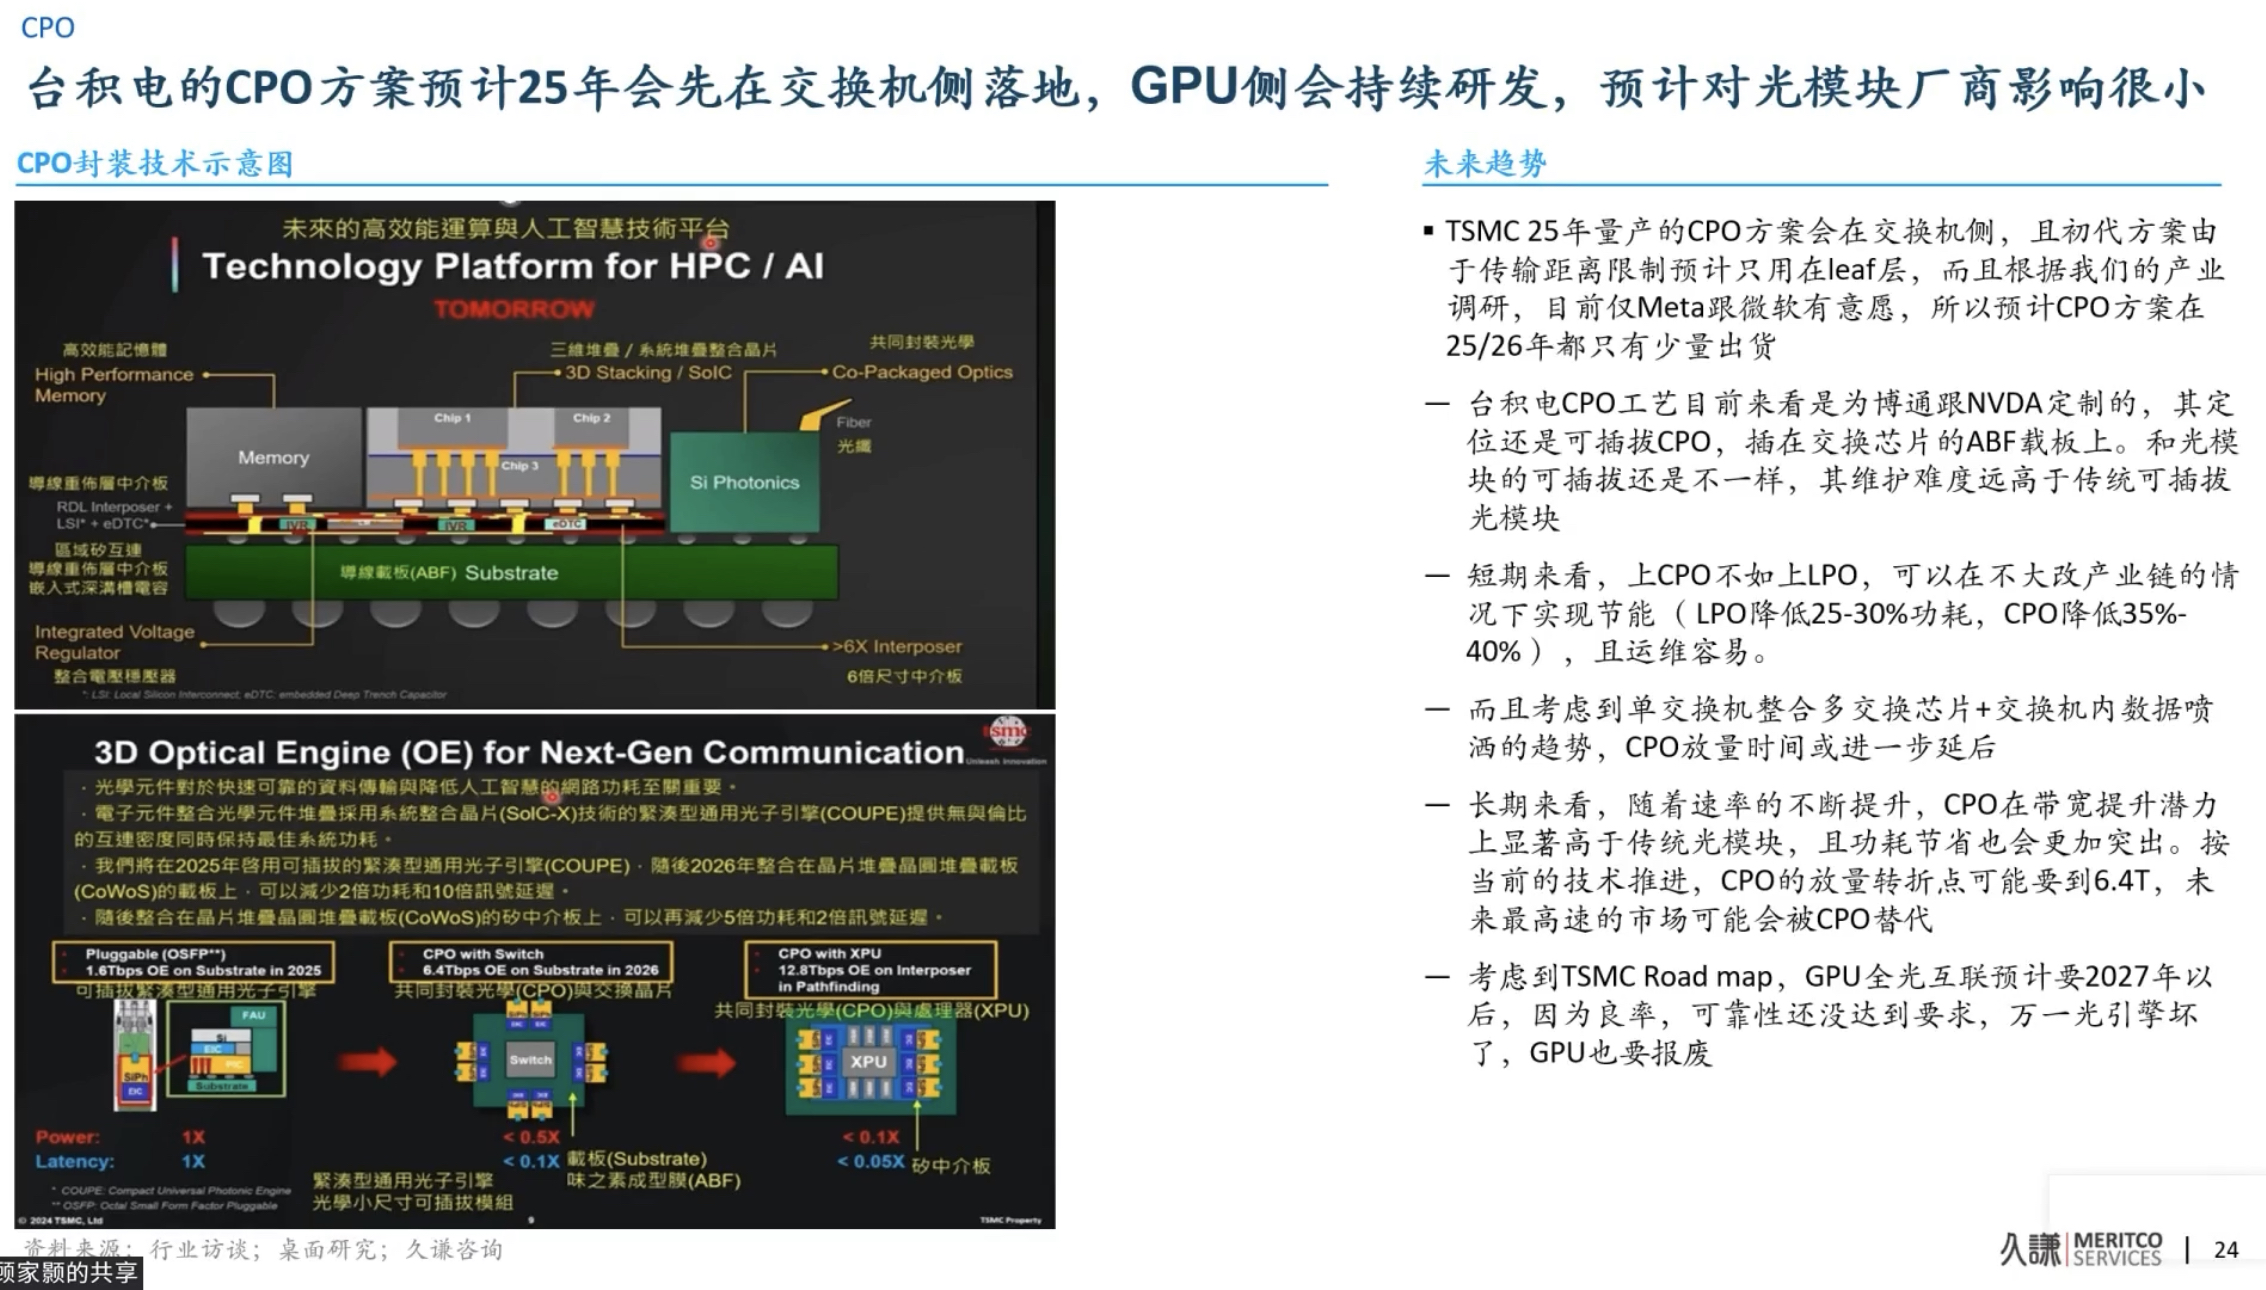 CPO
台积电的CPO方案预计25年会先在交换机侧落地，GPU侧会持续研发，预计对光模块厂商影响很小
CPO封装技术示意图
未來的高效能運算與人工智慧技術平台
Technology Platform for HPC / AI
TOMORROW
高效能記憶體
High Performance
Memory
三維堆疊 / 系統堆疊整合晶片
3D Stacking / SoIC
共同封裝光學
Co-Packaged Optics
Chip 1
Chip 2
Fiber
光纖
Memory
Chip 3
Si Photonics
導線重佈層中介板
RDL Interposer +
LSI* + eDTC*
IVR
IVR
eDTC
區域矽互連
導線重佈層中介板
嵌入式深溝槽電容
導線載板(ABF) Substrate
Integrated Voltage
Regulator
整合電壓穩壓器
>6X Interposer
6倍尺寸中介板
*: LSI: Local Silicon Interconnect; eDTC: embedded Deep Trench Capacitor
3D Optical Engine (OE) for Next-Gen Communication
tsmc
Unleash Innovation
· 光學元件對於快速可靠的資料傳輸與降低人工智慧的網路功耗至關重要。
· 電子元件整合光學元件堆疊採用系統整合晶片(SoIC-X)技術的緊湊型通用光子引擎(COUPE)提供無與倫比
的互連密度同時保持最佳系統功耗。
· 我們將在2025年啓用可插拔的緊湊型通用光子引擎(COUPE)，隨後2026年整合在晶片堆疊晶圓堆疊載板
(CoWoS)的載板上，可以減少2倍功耗和10倍訊號延遲。
· 隨後整合在晶片堆疊晶圓堆疊載板(CoWoS)的矽中介板上，可以再減少5倍功耗和2倍訊號延遲。
Pluggable (OSFP**)
1.6Tbps OE on Substrate in 2025
可插拔緊湊型通用光子引擎
CPO with Switch
6.4Tbps OE on Substrate in 2026
共同封裝光學(CPO)與交換晶片
CPO with XPU
12.8Tbps OE on Interposer
in Pathfinding
共同封裝光學(CPO)與處理器(XPU)
FAU
Si
EIC
PIC
Substrate
SiPh
EIC
Switch
XPU
Power: 1X
Latency: 1X
< 0.5X
< 0.1X
載板(Substrate)
味之素成型膜(ABF)
< 0.1X
< 0.05X
矽中介板
緊湊型通用光子引擎
光學小尺寸可插拔模組
* COUPE: Compact Universal Photonic Engine
** OSFP: Octal Small Form Factor Pluggable
© 2024 TSMC, Ltd
9
TSMC Property
未来趋势
▪ TSMC 25年量产的CPO方案会在交换机侧，且初代方案由
于传输距离限制预计只用在leaf层，而且根据我们的产业
调研，目前仅Meta跟微软有意愿，所以预计CPO方案在
25/26年都只有少量出货
— 台积电CPO工艺目前来看是为博通跟NVDA定制的，其定
位还是可插拔CPO，插在交换芯片的ABF载板上。和光模
块的可插拔还是不一样，其维护难度远高于传统可插拔
光模块
— 短期来看，上CPO不如上LPO，可以在不大改产业链的情
况下实现节能（LPO降低25-30%功耗，CPO降低35%-
40%），且运维容易。
— 而且考虑到单交换机整合多交换芯片+交换机内数据喷
洒的趋势，CPO放量时间或进一步延后
— 长期来看，随着速率的不断提升，CPO在带宽提升潜力
上显著高于传统光模块，且功耗节省也会更加突出。按
当前的技术推进，CPO的放量转折点可能要到6.4T，未
来最高速的市场可能会被CPO替代
— 考虑到TSMC Road map，GPU全光互联预计要2027年以
后，因为良率，可靠性还没达到要求，万一光引擎坏
了，GPU也要报废
资料来源：行业访谈；桌面研究；久谦咨询
顾家颢的共享
久謙 MERITCO
SERVICES
24